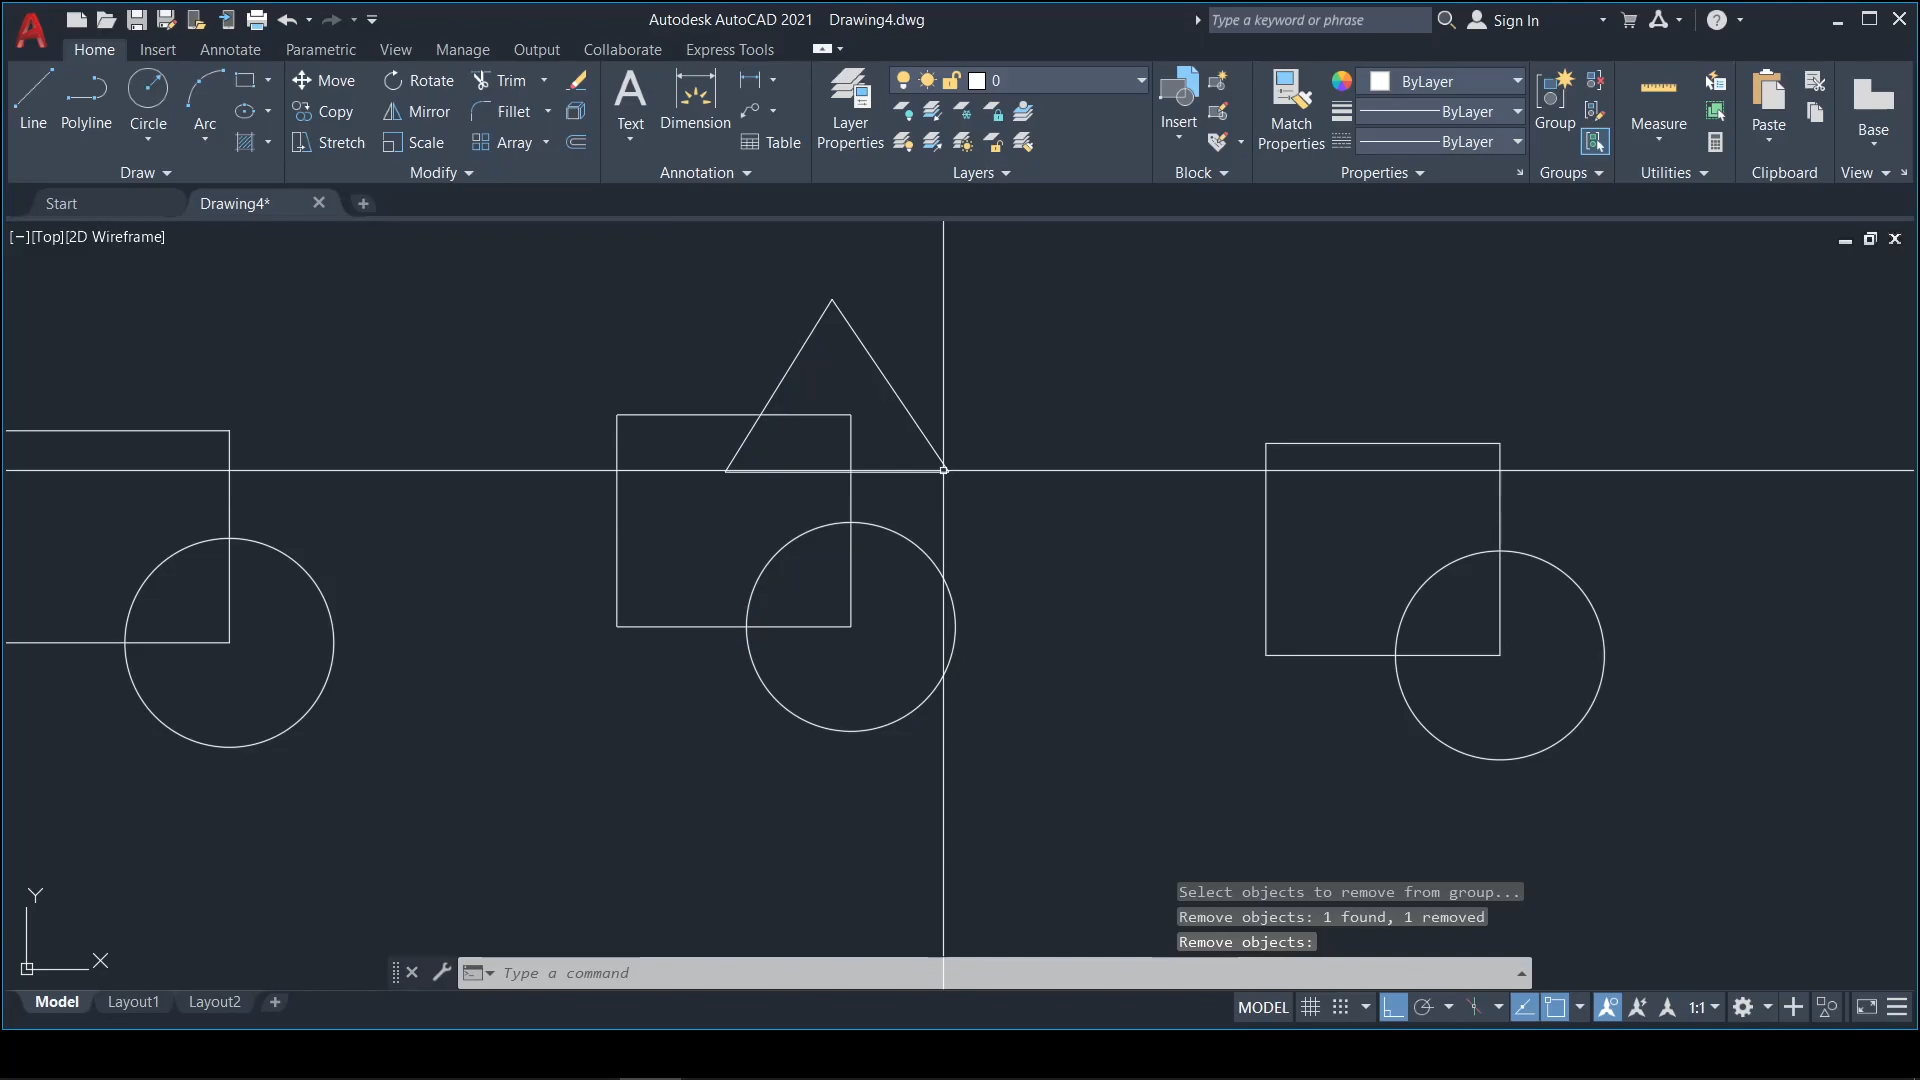 Autodesk AutoCAD 2021 Drawing4.dwg
Type a keyword or phrase
Sign In
Home Insert Annotate Parametric View Manage Output Collaborate Express Tools
Line Polyline Circle Arc
Move Rotate Trim
Copy Mirror Fillet
Stretch Scale Array
Text Dimension
Table
Layer
Properties
0
Insert
Match
Properties
ByLayer
ByLayer
ByLayer
Group
Measure
Paste
Base
Draw Modify Annotation Layers Block Properties Groups Utilities Clipboard View
Start Drawing4*
[−][Top][2D Wireframe]
Select objects to remove from group...
Remove objects: 1 found, 1 removed
Remove objects:
Y
X
Type a command
Model Layout1 Layout2
MODEL
1:1